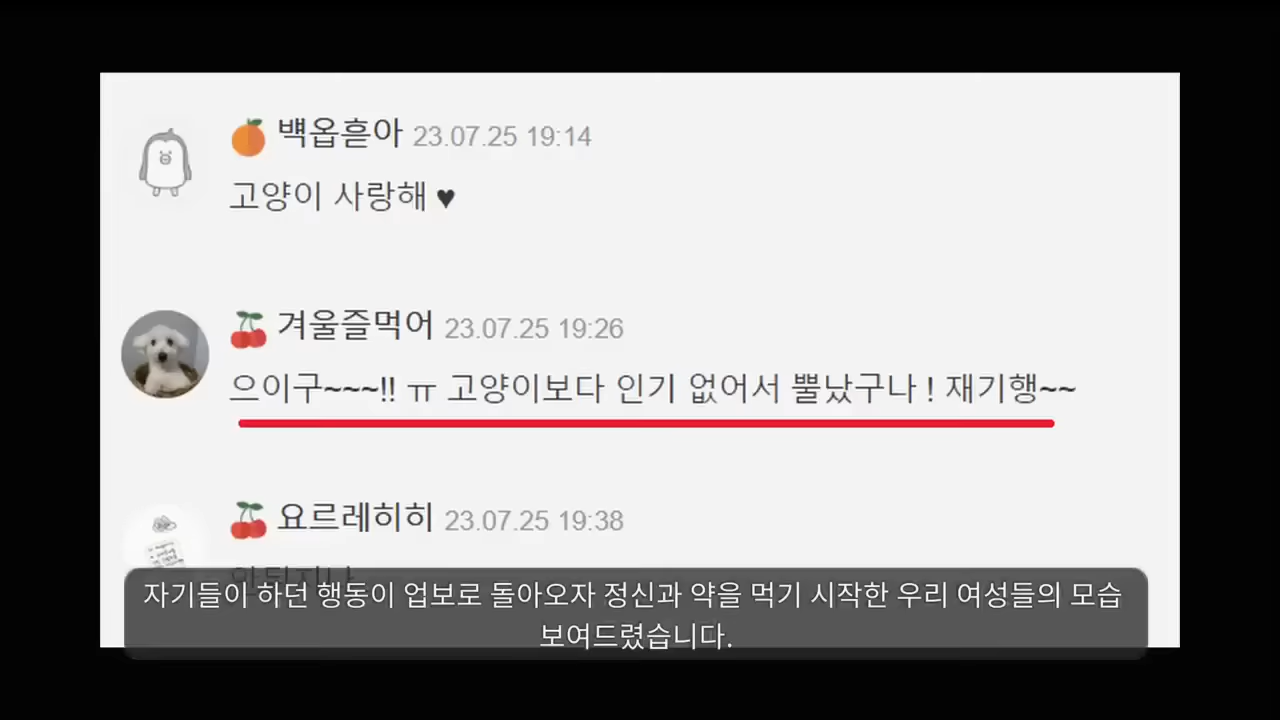 뺙옵흗아 23.07.25 19:14
고양이 사랑해 ♥
겨울즐먹어 23.07.25 19:26
으이구~~~!! ㅠ 고양이보다 인기 없어서 뿔났구나 ! 재기행~~
요르레히히 23.07.25 19:38
자기들이 하던 행동이 업보로 돌아오자 정신과 약을 먹기 시작한 우리 여성들의 모습
보여드렸습니다.